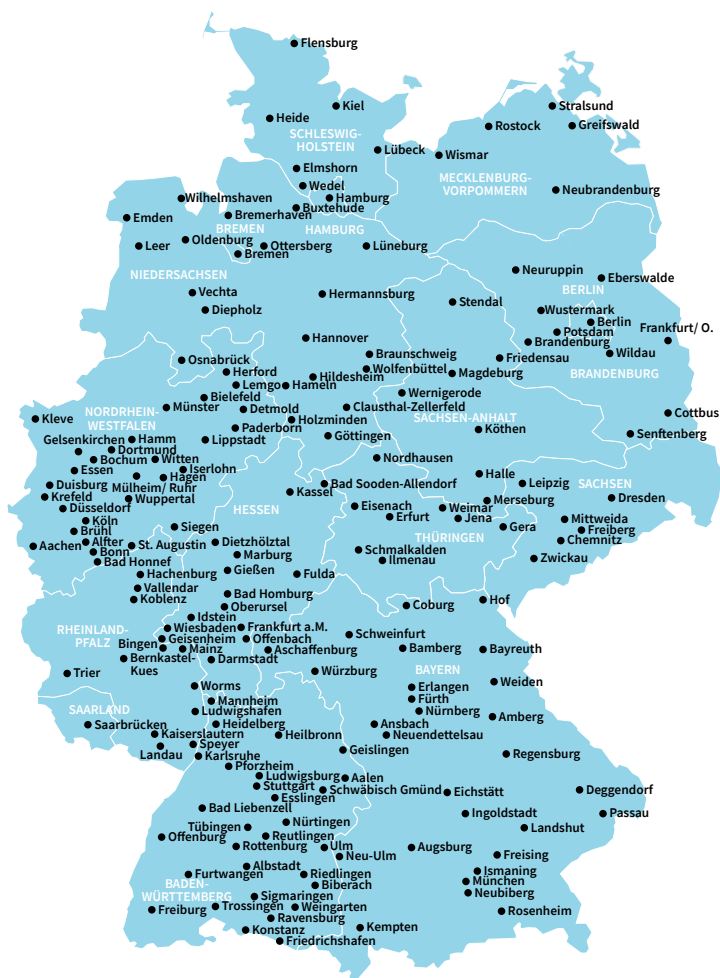 Flensburg
Kiel
Stralsund
Heide
Rostock
Greifswald
SCHLESWIG-
HOLSTEIN
Lübeck
Wismar
Elmshorn
MECKLENBURG-
VORPOMMERN
Wedel
Neubrandenburg
Wilhelmshaven
Hamburg
Buxtehude
Emden
Bremerhaven
BREMEN
HAMBURG
Leer
Oldenburg
Ottersberg
Lüneburg
Bremen
NIEDERSACHSEN
Neuruppin
Eberswalde
BERLIN
Vechta
Hermannsburg
Stendal
Diepholz
Wustermark
Berlin
Frankfurt/ O.
Potsdam
Hannover
Brandenburg
Braunschweig
Friedensau
Wildau
Osnabrück
Wolfenbüttel
Herford
Hildesheim
Magdeburg
BRANDENBURG
Lemgo
Hameln
Bielefeld
Wernigerode
Münster
Detmold
Clausthal-Zellerfeld
Cottbus
NORDRHEIN-
WESTFALEN
Kleve
Holzminden
SACHSEN-ANHALT
Paderborn
Köthen
Senftenberg
Gelsenkirchen
Hamm
Lippstadt
Göttingen
Dortmund
Bochum
Witten
Nordhausen
Essen
Iserlohn
Hagen
Halle
Duisburg
Mülheim/ Ruhr
Bad Sooden-Allendorf
Leipzig
SACHSEN
Krefeld
Wuppertal
Kassel
Merseburg
Dresden
Düsseldorf
HESSEN
Eisenach
Weimar
Köln
Erfurt
Jena
Mittweida
Brühl
Siegen
Gera
Freiberg
Alfter
THÜRINGEN
Chemnitz
Aachen
St. Augustin
Dietzhölztal
Bonn
Marburg
Schmalkalden
Zwickau
Bad Honnef
Ilmenau
Hachenburg
Gießen
Fulda
Vallendar
Bad Homburg
Koblenz
Oberursel
Coburg
Hof
Idstein
RHEINLAND-
PFALZ
Wiesbaden
Frankfurt a.M.
Schweinfurt
Geisenheim
Offenbach
Bingen
Mainz
Aschaffenburg
Bamberg
Bayreuth
Bernkastel-
Kues
Darmstadt
Trier
Würzburg
BAYERN
Weiden
Worms
Erlangen
Mannheim
Fürth
SAARLAND
Ludwigshafen
Nürnberg
Amberg
Saarbrücken
Heidelberg
Ansbach
Kaiserslautern
Heilbronn
Neuendettelsau
Speyer
Landau
Geislingen
Karlsruhe
Regensburg
Pforzheim
Ludwigsburg
Aalen
Stuttgart
Schwäbisch Gmünd
Eichstätt
Deggendorf
Esslingen
Bad Liebenzell
Ingolstadt
Passau
Nürtingen
Tübingen
Landshut
Offenburg
Reutlingen
Rottenburg
Ulm
Augsburg
Neu-Ulm
Freising
Albstadt
Furtwangen
Riedlingen
Ismaning
BADEN-
WÜRTTEMBERG
Biberach
München
Sigmaringen
Neubiberg
Freiburg
Trossingen
Weingarten
Rosenheim
Ravensburg
Konstanz
Kempten
Friedrichshafen